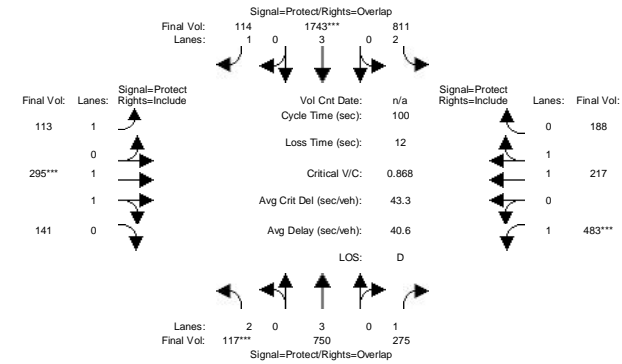 Signal=Protect/Rights=Overlap
Final Vol: 114 1743*** 811
Lanes: 1 0 3 0 2
Signal=Protect
Final Vol: Lanes: Rights=Include
Vol Cnt Date: n/a
Signal=Protect
Rights=Include Lanes: Final Vol:
Cycle Time (sec): 100
113 1
0 188
Loss Time (sec): 12
0
1
295*** 1
Critical V/C: 0.868
1 217
1
Avg Crit Del (sec/veh): 43.3
0
141 0
Avg Delay (sec/veh): 40.6
1 483***
LOS: D
Lanes: 2 0 3 0 1
Final Vol: 117*** 750 275
Signal=Protect/Rights=Overlap